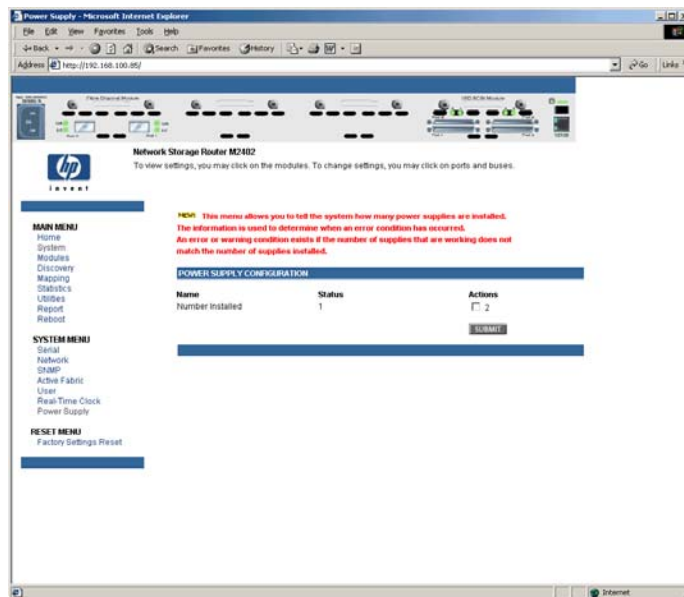 Power Supply - Microsoft Internet Explorer
File Edit View Favorites Tools Help
Back Search Favorites History
Address http://192.168.100.85/ Go Links
Fibre Channel Module
Network Storage Router M2402
To view settings, you may click on the modules. To change settings, you may click on ports and buses.
hp
invent
NEW! This menu allows you to tell the system how many power supplies are installed.
The information is used to determine when an error condition has occurred.
An error or warning condition exists if the number of supplies that are working does not
match the number of supplies installed.
MAIN MENU
Home
System
Modules
Discovery
Mapping
Statistics
Utilities
Report
Reboot
SYSTEM MENU
Serial
Network
SNMP
Active Fabric
User
Real-Time Clock
Power Supply
RESET MENU
Factory Settings Reset
POWER SUPPLY CONFIGURATION
Name Status Actions
Number Installed 1 2
SUBMIT
Internet